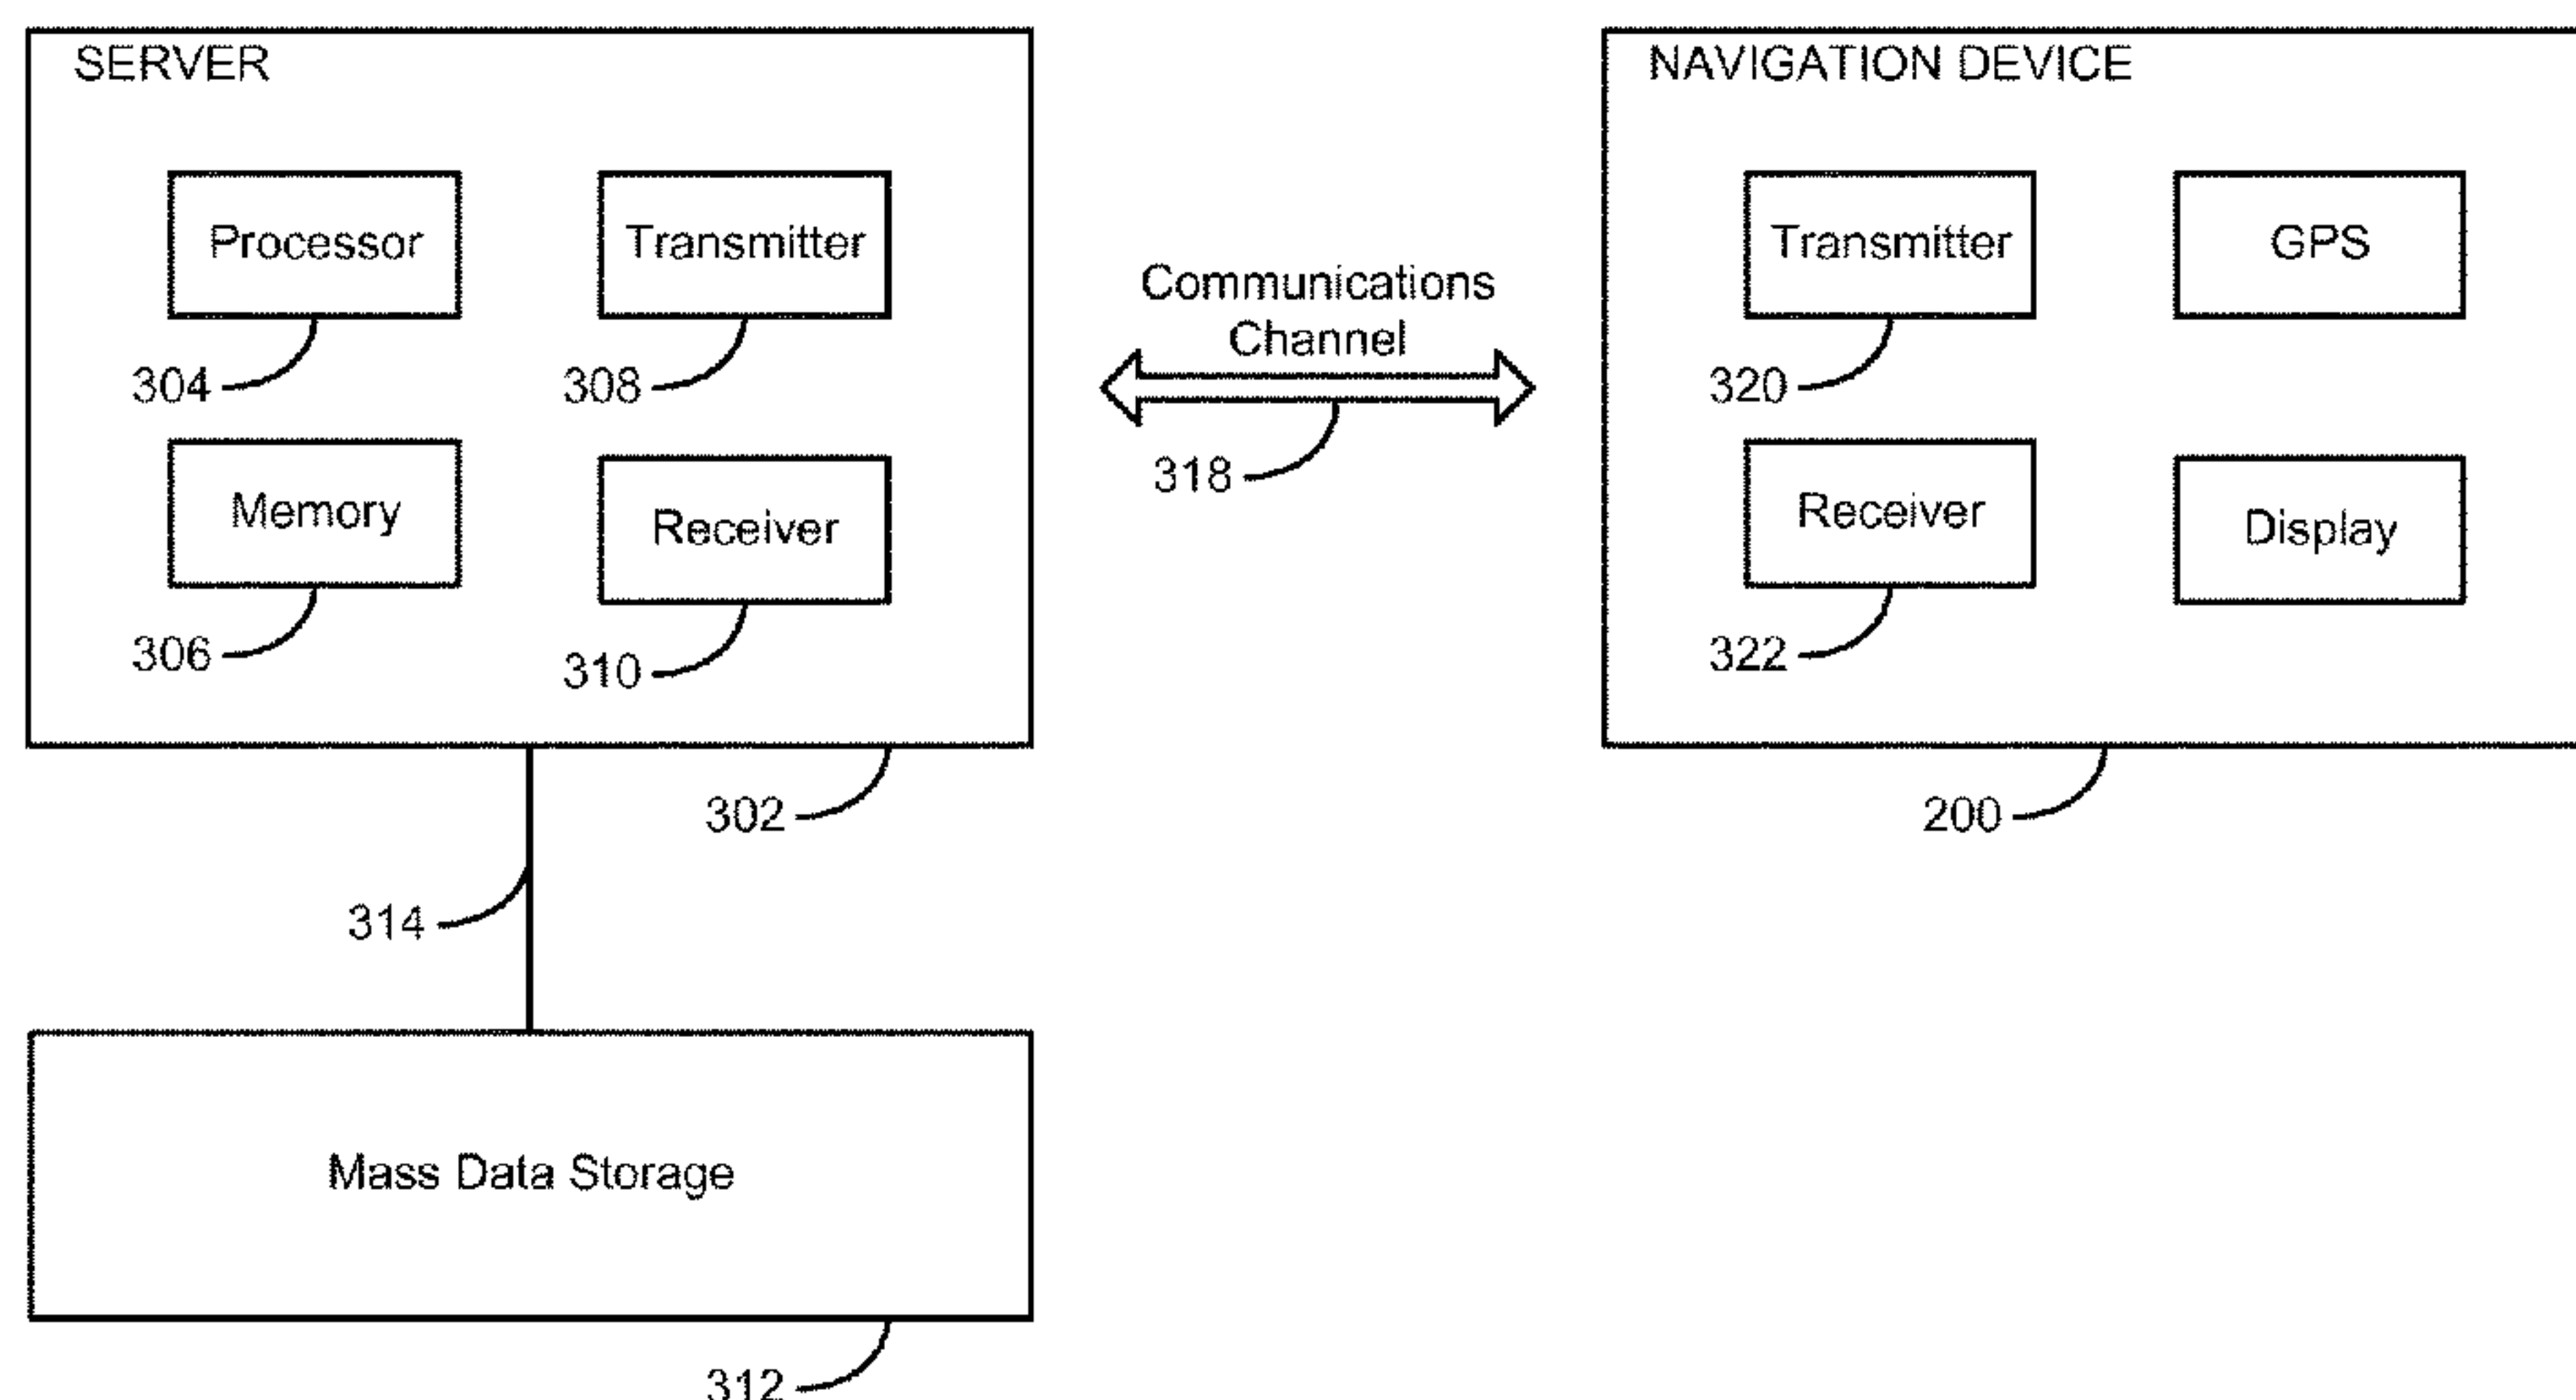 SERVER
Processor
Transmitter
304
308
Memory
Receiver
306
310
302
314
Mass Data Storage
312
Communications
Channel
318
NAVIGATION DEVICE
Transmitter
GPS
320
Receiver
Display
322
200